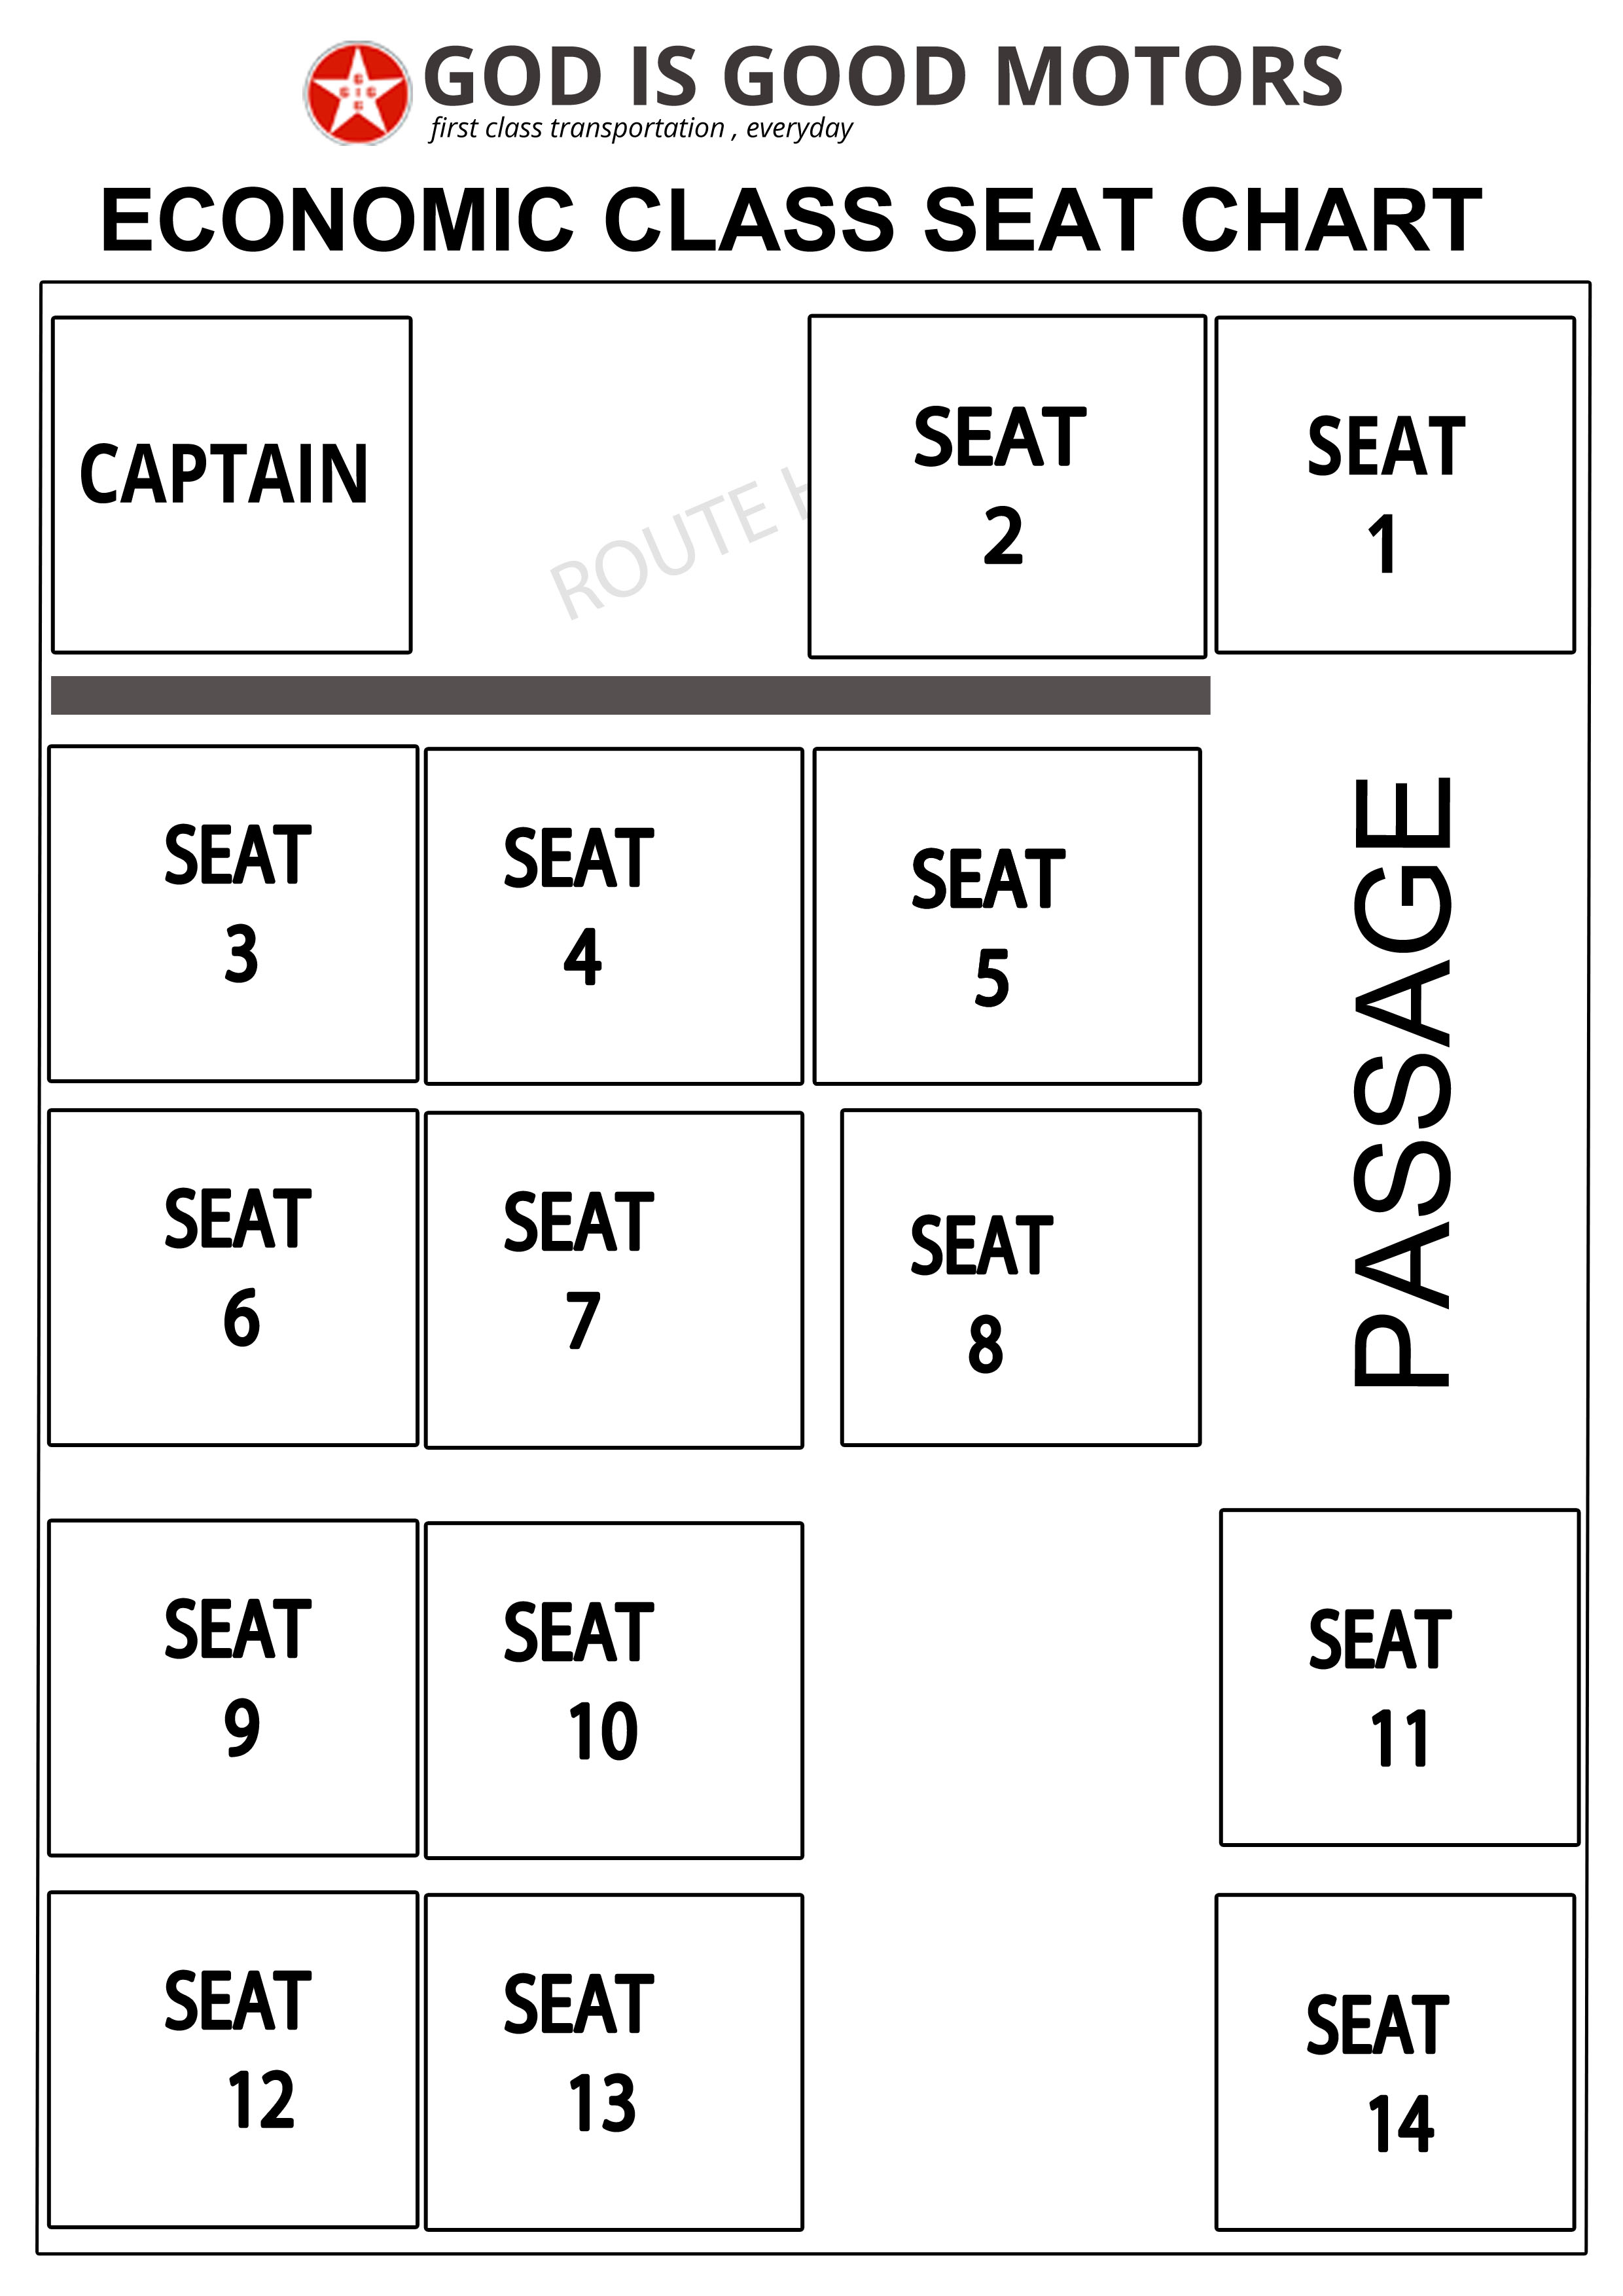 GOD IS GOOD MOTORS
first class transportation , everyday
G
GIG
G
ECONOMIC CLASS SEAT CHART
CAPTAIN
SEAT
2
SEAT
1
ROUTE H
SEAT
3
SEAT
4
SEAT
5
PASSAGE
SEAT
6
SEAT
7
SEAT
8
SEAT
9
SEAT
10
SEAT
11
SEAT
12
SEAT
13
SEAT
14